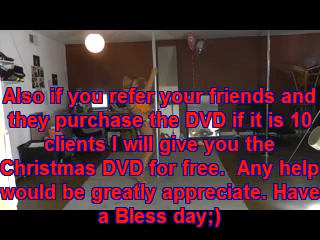 Also if you refer your friends and
they purchase the DVD if it is 10
clients I will give you the
Christmas DVD for free.  Any help
would be greatly appreciate. Have
a Bless day;)